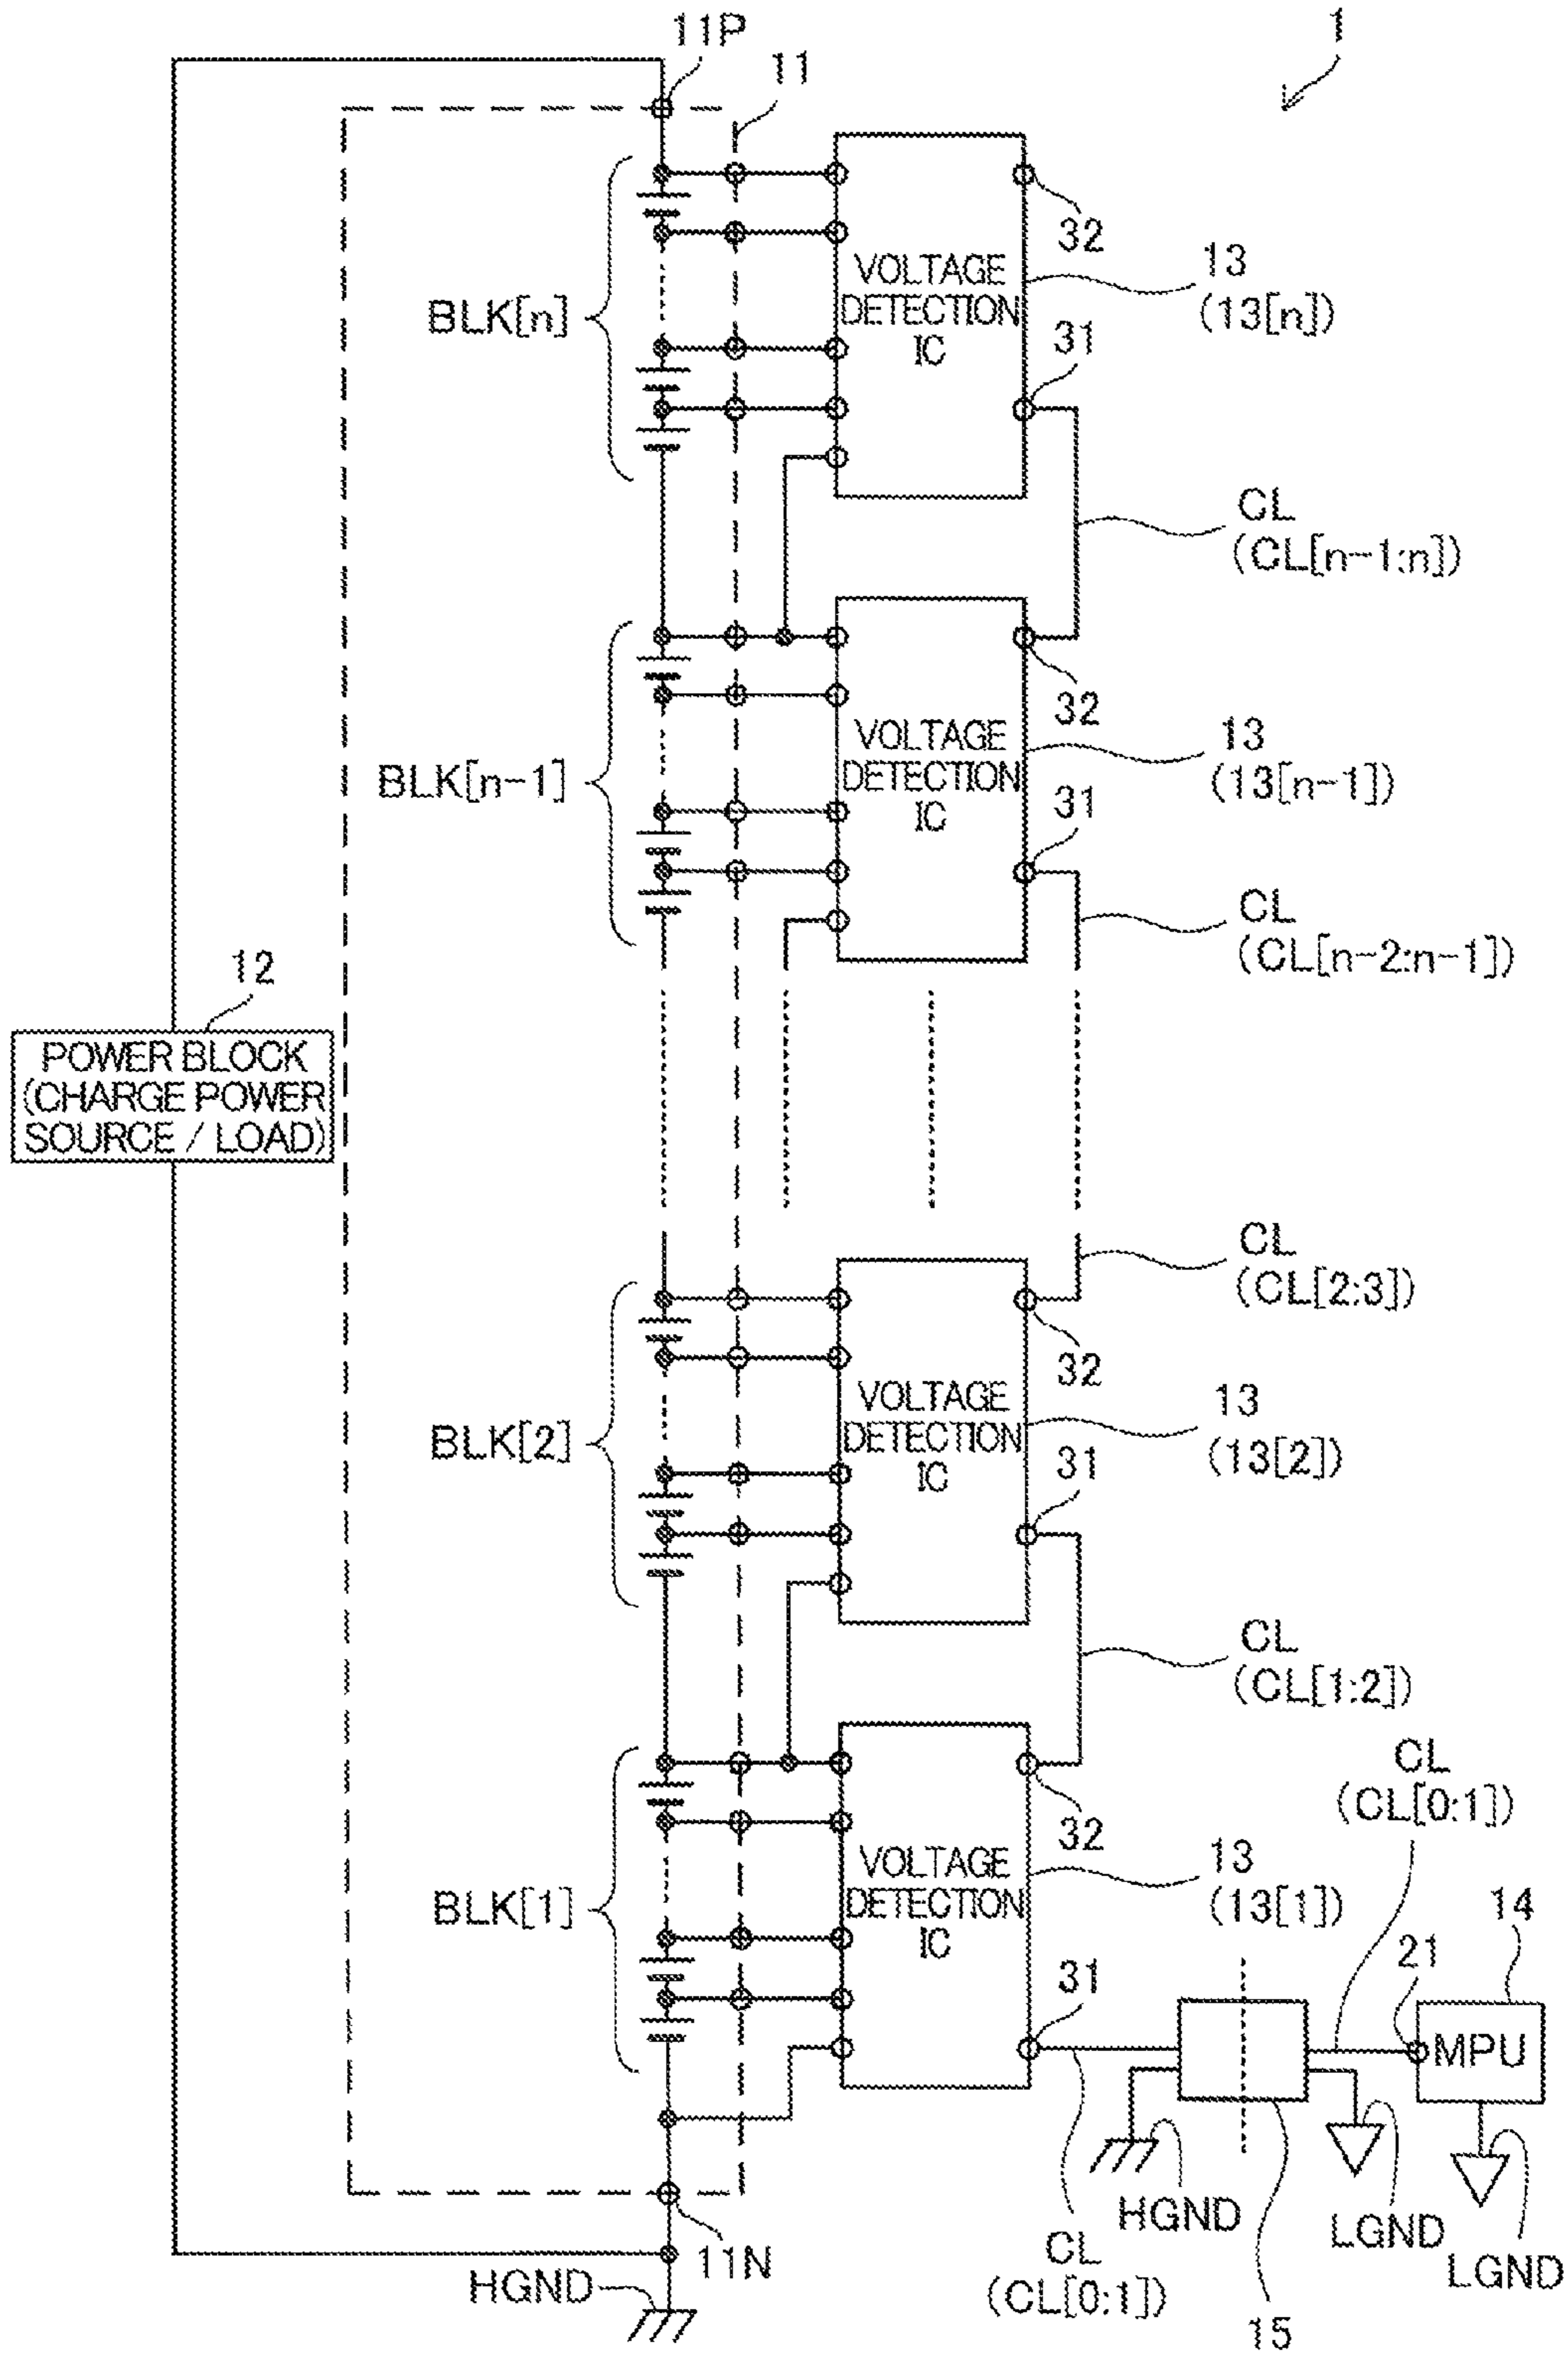 11P
11
1
32
VOLTAGE
DETECTION
IC
13
(13[n])
BLK[n]
31
CL
(CL[n-1:n])
32
VOLTAGE
DETECTION
IC
13
(13[n-1])
BLK[n-1]
31
CL
(CL[n-2:n-1])
12
POWER BLOCK
(CHARGE POWER
SOURCE / LOAD)
CL
(CL[2:3])
32
VOLTAGE
DETECTION
IC
13
(13[2])
BLK[2]
31
CL
(CL[1:2])
CL
(CL[0:1])
32
VOLTAGE
DETECTION
IC
13
(13[1])
BLK[1]
14
21
31
MPU
HGND
LGND
LGND
11N
CL
(CL[0:1])
HGND
15